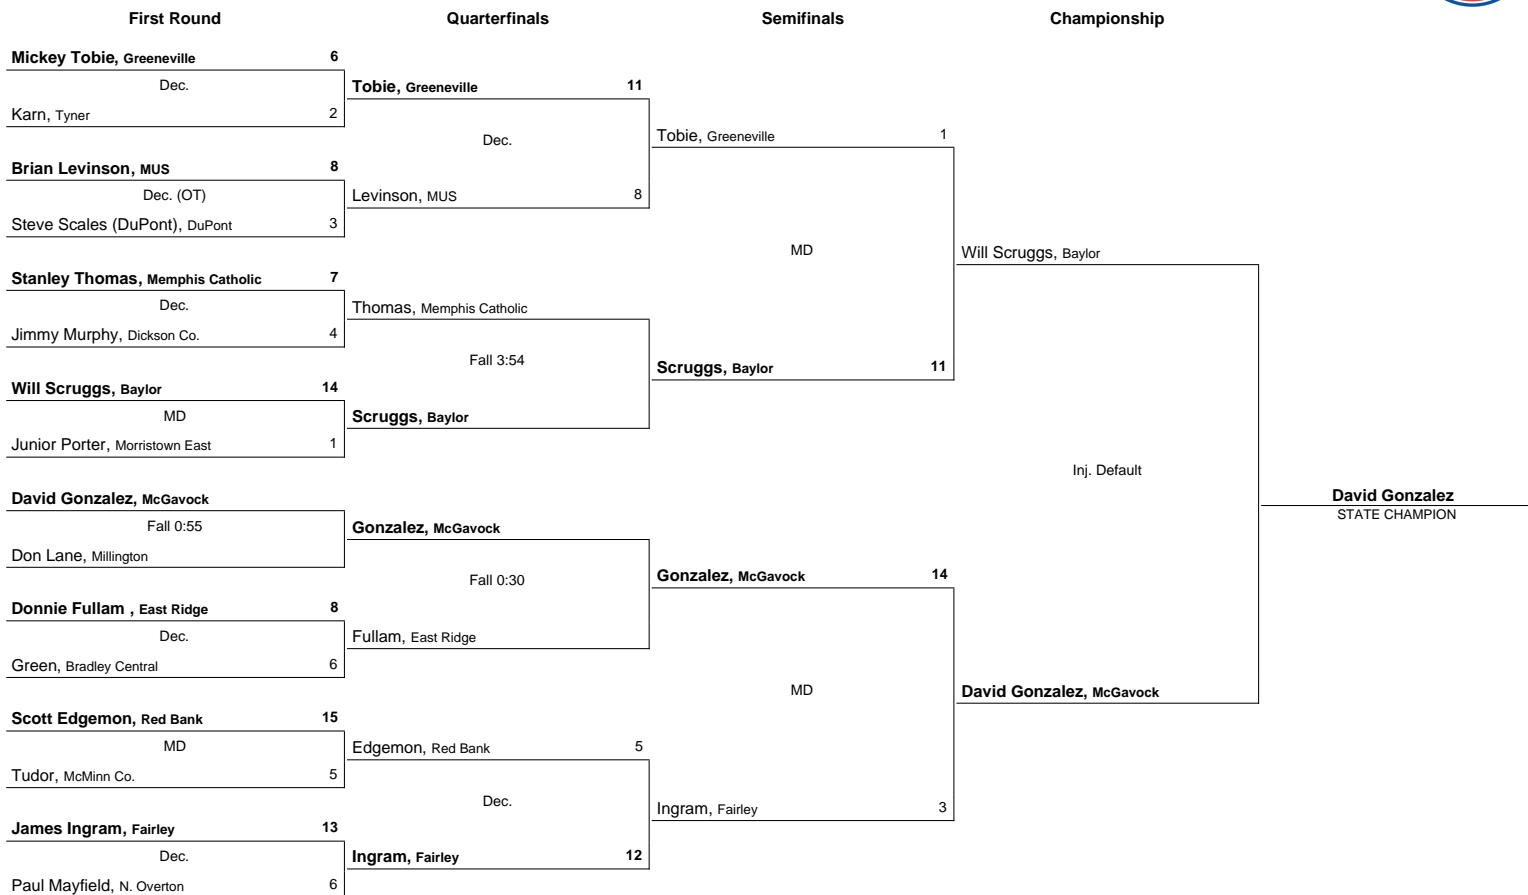 First Round Quarterfinals Semifinals Championship
Mickey Tobie, Greeneville 6
Dec.
Karn, Tyner 2
Brian Levinson, MUS 8
Dec. (OT)
Steve Scales (DuPont), DuPont 3
Stanley Thomas, Memphis Catholic 7
Dec.
Jimmy Murphy, Dickson Co. 4
Will Scruggs, Baylor 14
MD
Junior Porter, Morristown East 1
David Gonzalez, McGavock
Fall 0:55
Don Lane, Millington
Donnie Fullam , East Ridge 8
Dec.
Green, Bradley Central 6
Scott Edgemon, Red Bank 15
MD
Tudor, McMinn Co. 5
James Ingram, Fairley 13
Dec.
Paul Mayfield, N. Overton 6
Tobie, Greeneville 11
Dec.
Levinson, MUS 8
Thomas, Memphis Catholic
Fall 3:54
Scruggs, Baylor
Gonzalez, McGavock
Fall 0:30
Fullam, East Ridge
Edgemon, Red Bank 5
Dec.
Ingram, Fairley 12
Tobie, Greeneville 1
MD
Scruggs, Baylor 11
Gonzalez, McGavock 14
MD
Ingram, Fairley 3
Will Scruggs, Baylor
Inj. Default
David Gonzalez, McGavock
David Gonzalez
STATE CHAMPION